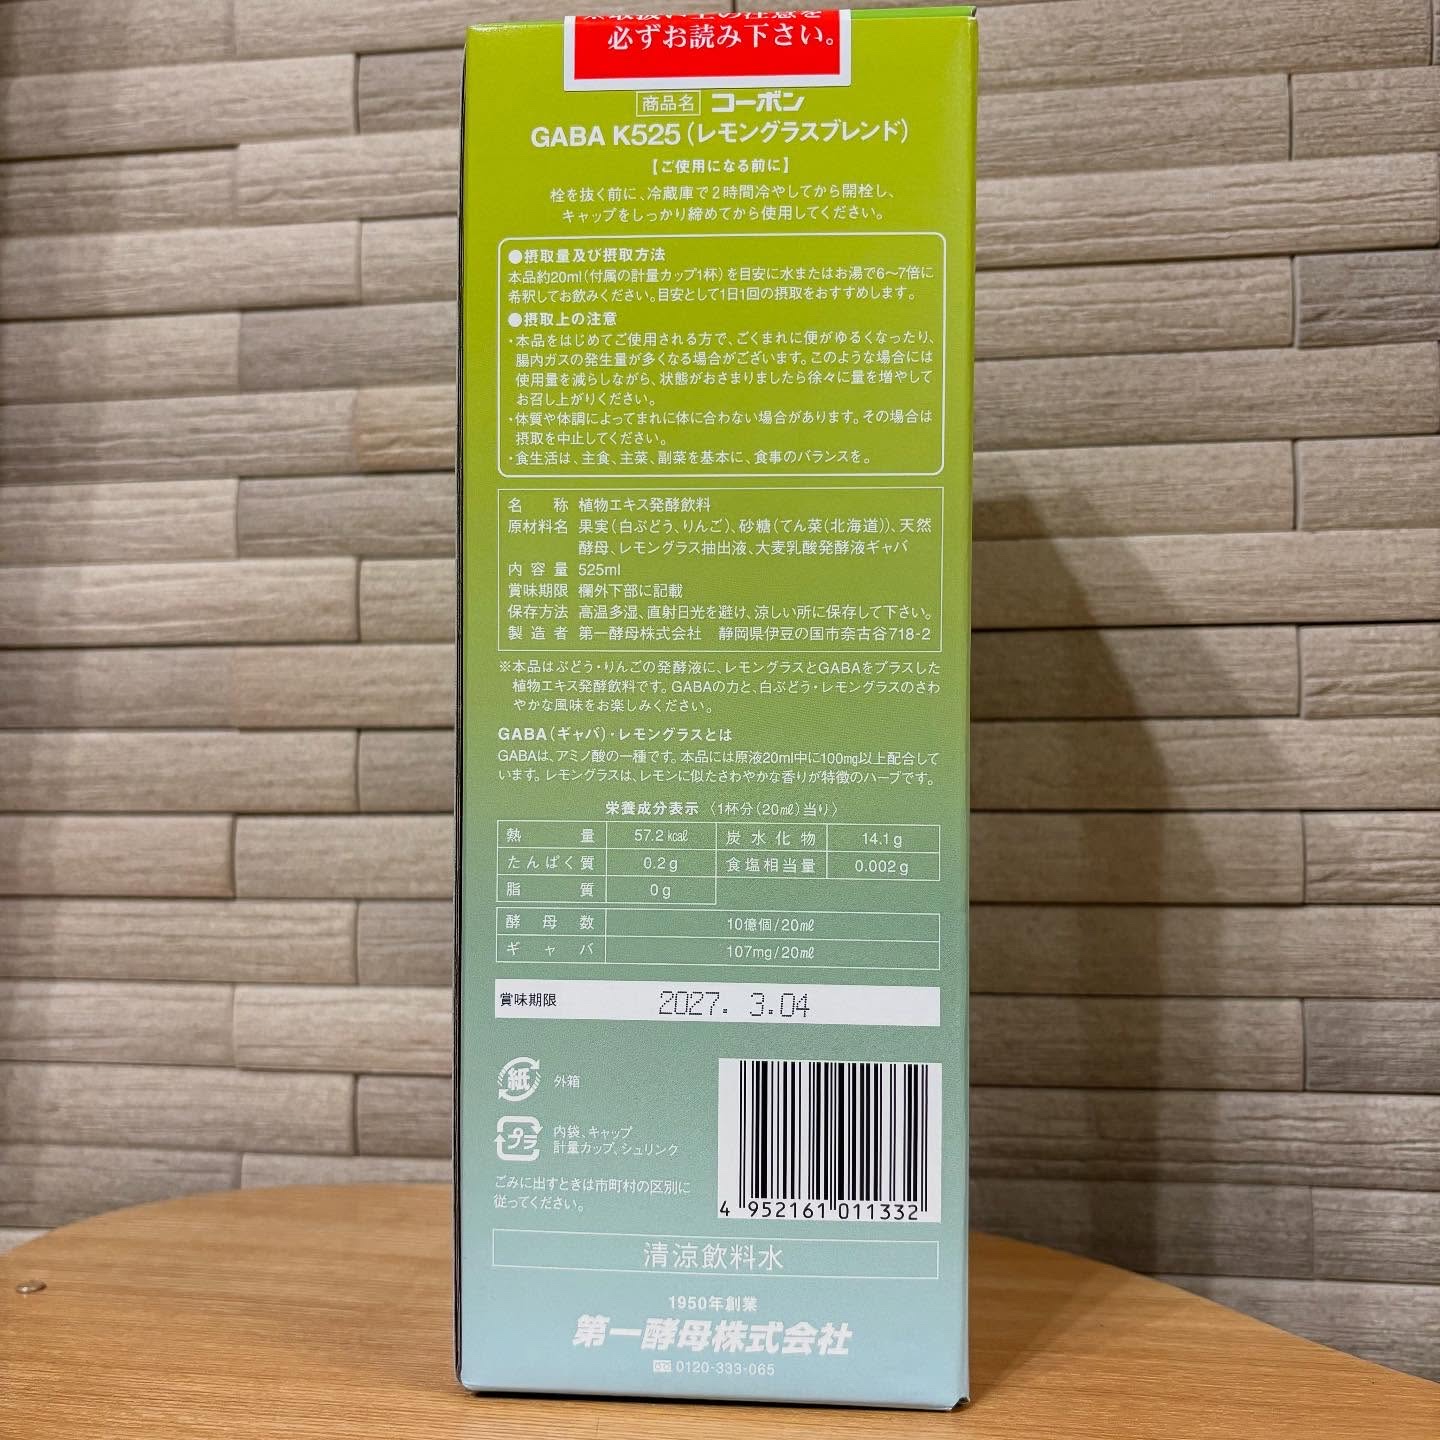 ※取扱い上の注意を
必ずお読み下さい。
商品名 コーボン
GABA K525(レモングラスブレンド)
【ご使用になる前に】
栓を抜く前に、冷蔵庫で2時間冷やしてから開栓し、
キャップをしっかり締めてから使用してください。
●摂取量及び摂取方法
本品約20ml(付属の計量カップ1杯)を目安に水またはお湯で6〜7倍に
希釈してお飲みください。目安として1日1回の摂取をおすすめします。
●摂取上の注意
・本品をはじめてご使用される方で、ごくまれに便がゆるくなったり、
腸内ガスの発生量が多くなる場合がございます。このような場合には
使用量を減らしながら、状態がおさまりましたら徐々に量を増やして
お召し上がりください。
・体質や体調によってまれに体に合わない場合があります。その場合は
摂取を中止してください。
・食生活は、主食、主菜、副菜を基本に、食事のバランスを。
名称 植物エキス発酵飲料
原材料名 果実(白ぶどう、りんご)、砂糖(てん菜(北海道))、天然
酵母、レモングラス抽出液、大麦乳酸発酵液ギャバ
内容量 525ml
賞味期限 欄外下部に記載
保存方法 高温多湿、直射日光を避け、涼しい所に保存して下さい。
製造者 第一酵母株式会社 静岡県伊豆の国市奈古谷718-2
※本品はぶどう・りんごの発酵液に、レモングラスとGABAをプラスした
植物エキス発酵飲料です。GABAの力と、白ぶどう・レモングラスのさわ
やかな風味をお楽しみください。
GABA(ギャバ)・レモングラスとは
GABAは、アミノ酸の一種です。本品には原液20ml中に100mg以上配合して
います。レモングラスは、レモンに似たさわやかな香りが特徴のハーブです。
栄養成分表示〈1杯分(20ml)当り〉
熱量 57.2kcal 炭水化物 14.1g
たんぱく質 0.2g 食塩相当量 0.002g
脂質 0g
酵母数 10億個/20ml
ギャバ 107mg/20ml
賞味期限 2027. 3.04
紙 外箱
プラ 内袋、キャップ
計量カップ、シュリンク
ごみに出すときは市町村の区別に
従ってください。
4 952161 011332
清涼飲料水
1950年創業
第一酵母株式会社
0120-333-065